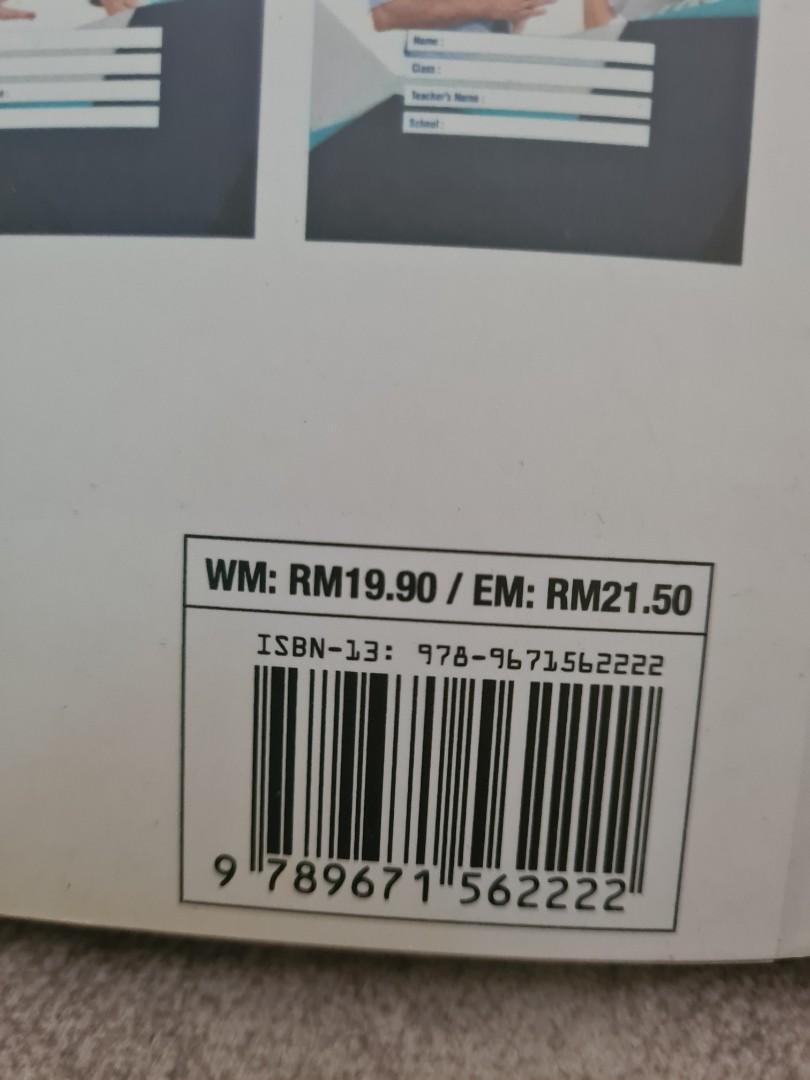 Name :
Class :
Teacher's Name :
School :
WM: RM19.90 / EM: RM21.50
ISBN-13: 978-9671562222
9 789671 562222